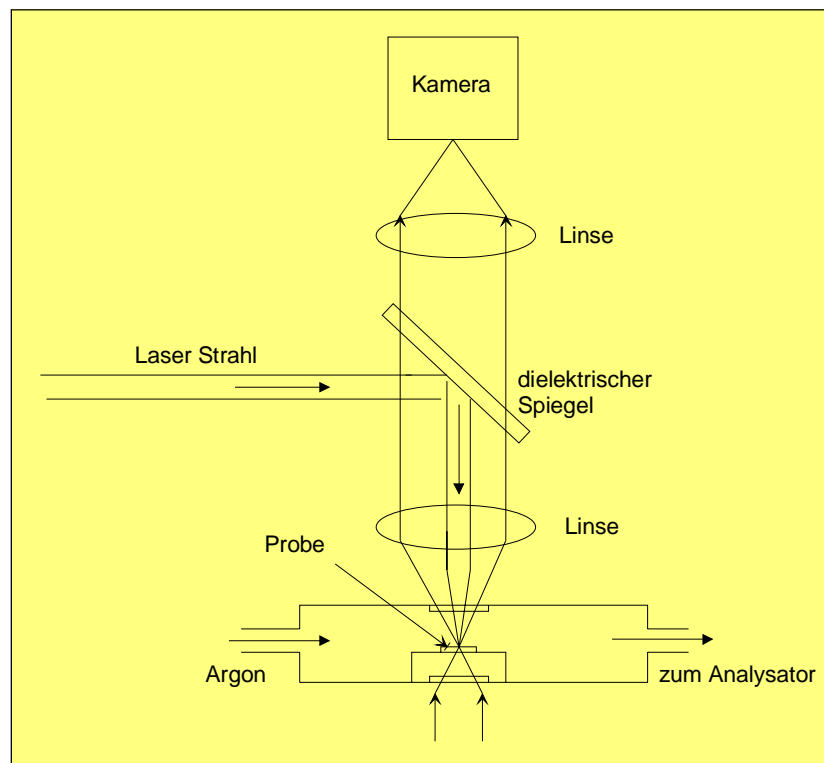 Kamera
Linse
Laser Strahl
dielektrischer
Spiegel
Linse
Probe
Argon
zum Analysator